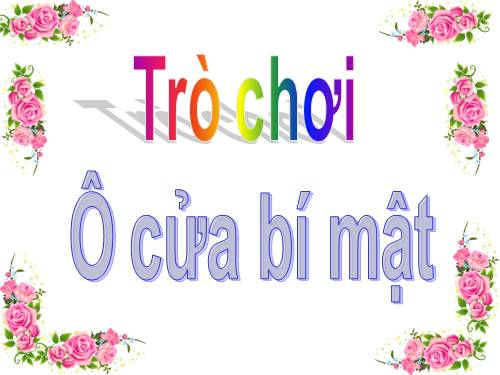 Trò chơi
Ô cửa bí mật